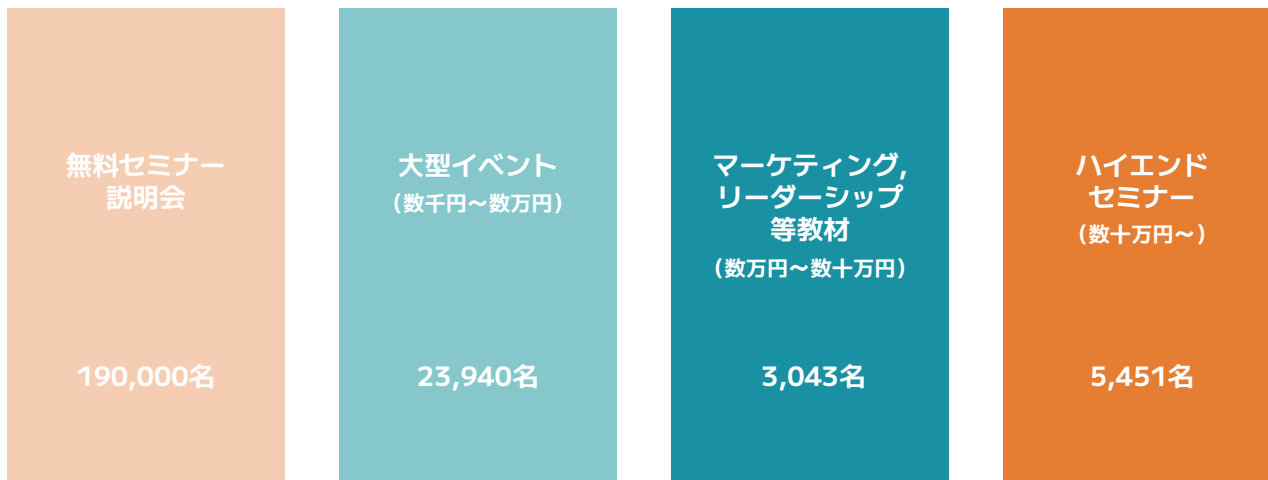 無料セミナー
説明会
190,000名
大型イベント
（数千円～数万円）
23,940名
マーケティング,
リーダーシップ
等教材
（数万円～数十万円）
3,043名
ハイエンド
セミナー
（数十万円～）
5,451名